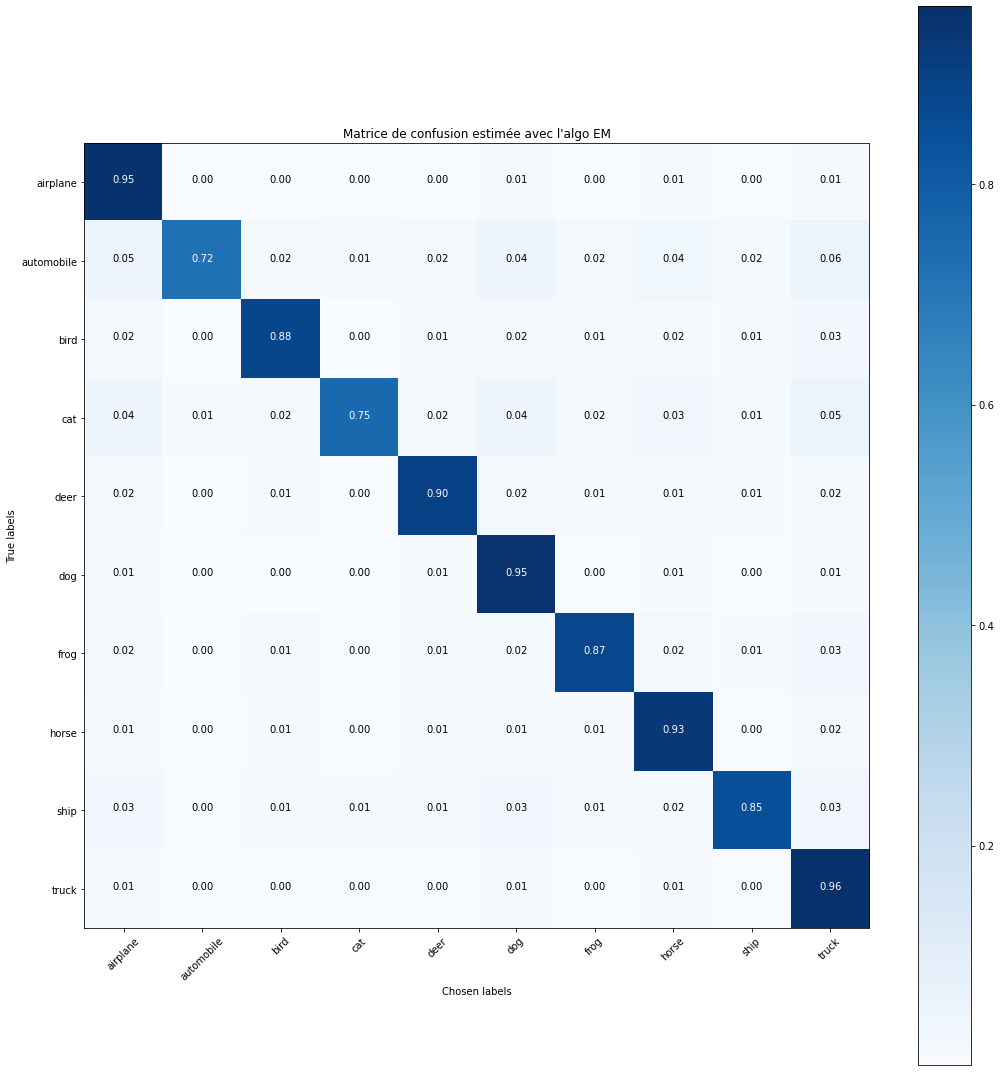 Matrice de confusion estimée avec l'algo EM
airplane 0.95 0.00 0.00 0.00 0.00 0.01 0.00 0.01 0.00 0.01
automobile 0.05 0.72 0.02 0.01 0.02 0.04 0.02 0.04 0.02 0.06
bird 0.02 0.00 0.88 0.00 0.01 0.02 0.01 0.02 0.01 0.03
cat 0.04 0.01 0.02 0.75 0.02 0.04 0.02 0.03 0.01 0.05
deer 0.02 0.00 0.01 0.00 0.90 0.02 0.01 0.01 0.01 0.02
dog 0.01 0.00 0.00 0.00 0.01 0.95 0.00 0.01 0.00 0.01
frog 0.02 0.00 0.01 0.00 0.01 0.02 0.87 0.02 0.01 0.03
horse 0.01 0.00 0.01 0.00 0.01 0.01 0.01 0.93 0.00 0.02
ship 0.03 0.00 0.01 0.01 0.01 0.03 0.01 0.02 0.85 0.03
truck 0.01 0.00 0.00 0.00 0.00 0.01 0.00 0.01 0.00 0.96
airplane automobile bird cat deer dog frog horse ship truck
Chosen labels
True labels
0.8
0.6
0.4
0.2